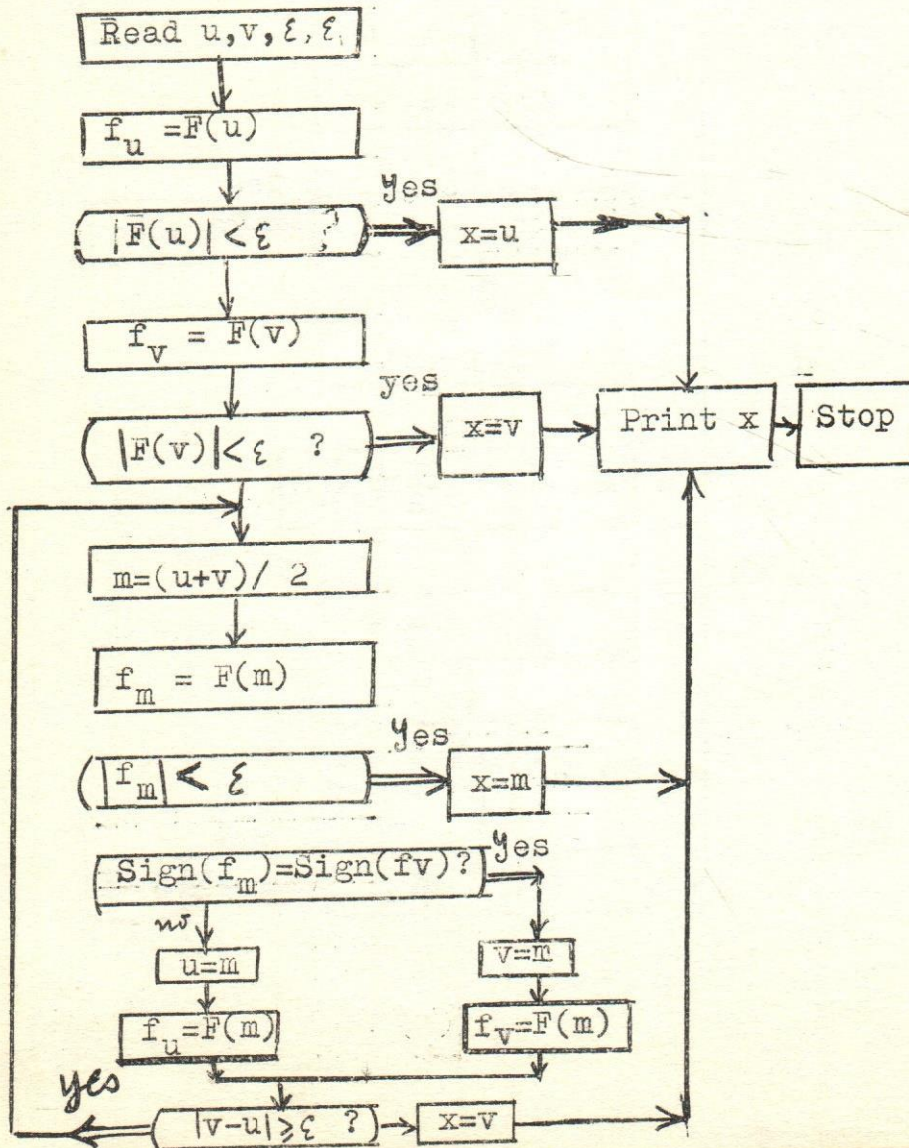 Read u,v,ε,ε,
f_u =F(u)
Yes
|F(u)|<ε ?
x=u
f_v = F(v)
yes
|F(v)|<ε ?
x=v
Print x
Stop
m=(u+v)/ 2
f_m = F(m)
Yes
|f_m| < ε
x=m
Sign(f_m)=Sign(fv)?
Yes
no
u=m
v=m
f_u=F(m)
f_v=F(m)
yes
|v-u|⩾ε ?
x=v